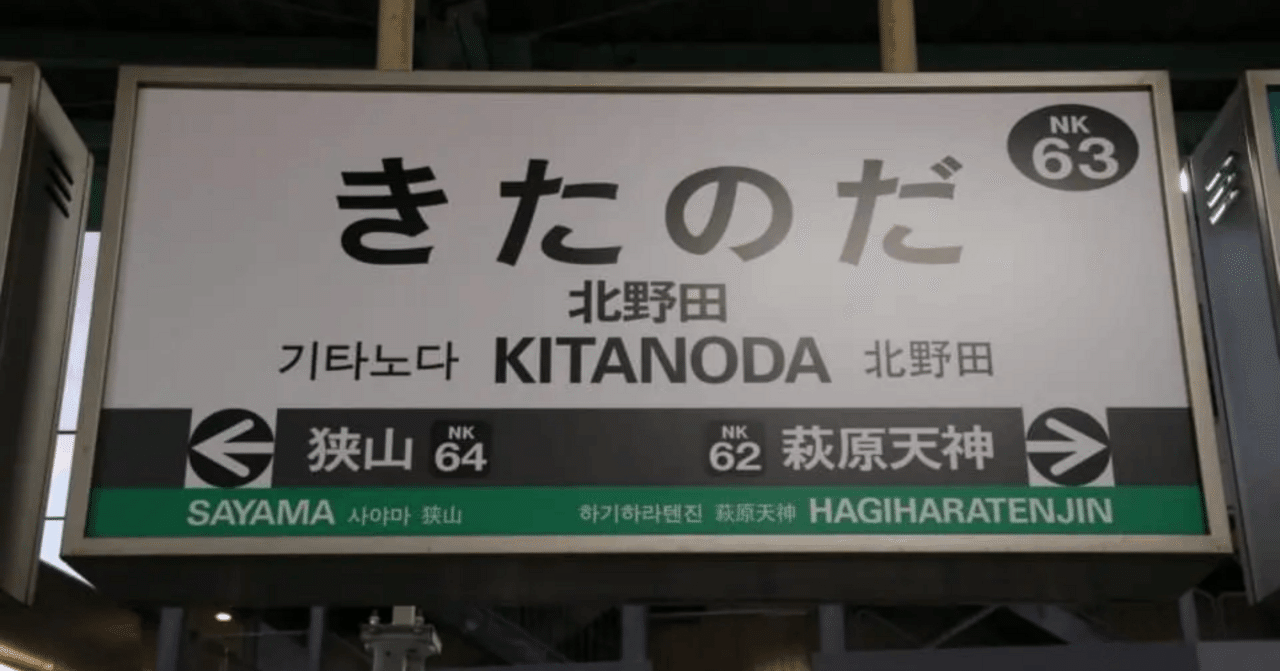 NK
63
きたのだ
北野田
기타노다 KITANODA 北野田
狭山 NK 64 NK 62 萩原天神
SAYAMA 사야마 狭山 하기하라텐진 萩原天神 HAGIHARATENJIN